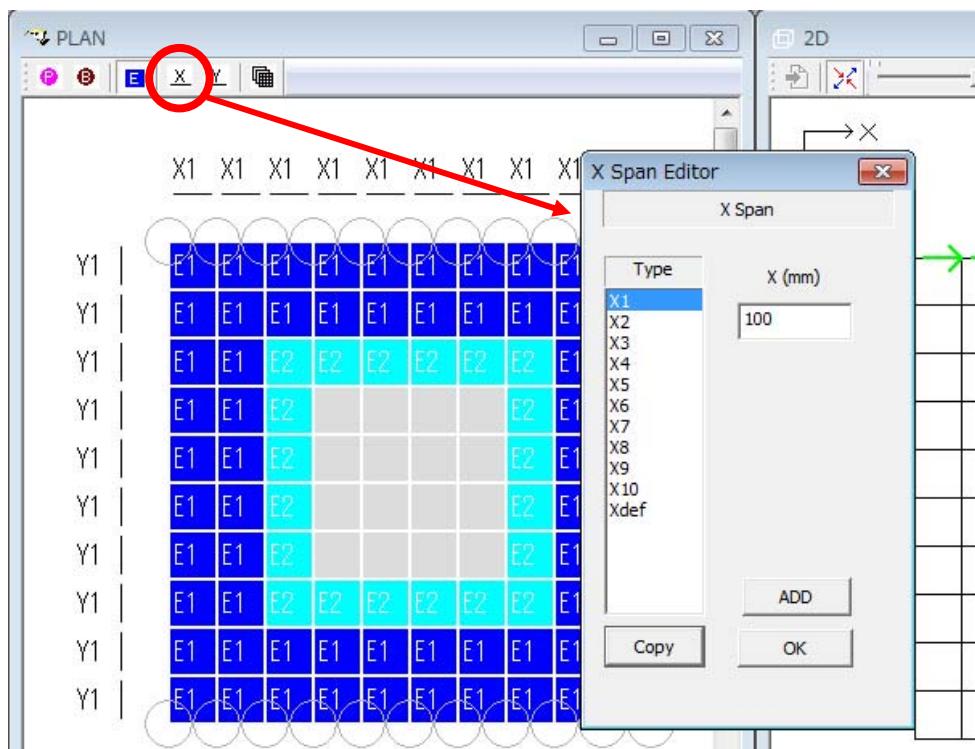 PLAN
2D
P B E X Y
X
X1 X1 X1 X1 X1 X1 X1 X1 X1
X Span Editor
X Span
Type
X (mm)
X1
100
X2
X3
X4
X5
X6
X7
X8
X9
X10
Xdef
ADD
Copy
OK
Y1 E1 E1 E1 E1 E1 E1 E1 E1 E1
Y1 E1 E1 E1 E1 E1 E1 E1 E1 E1
Y1 E1 E1 E2 E2 E2 E2 E2 E2 E1
Y1 E1 E1 E2 E2 E1
Y1 E1 E1 E2 E2 E1
Y1 E1 E1 E2 E2 E1
Y1 E1 E1 E2 E2 E1
Y1 E1 E1 E2 E2 E2 E2 E2 E2 E1
Y1 E1 E1 E1 E1 E1 E1 E1 E1 E1
Y1 E1 E1 E1 E1 E1 E1 E1 E1 E1